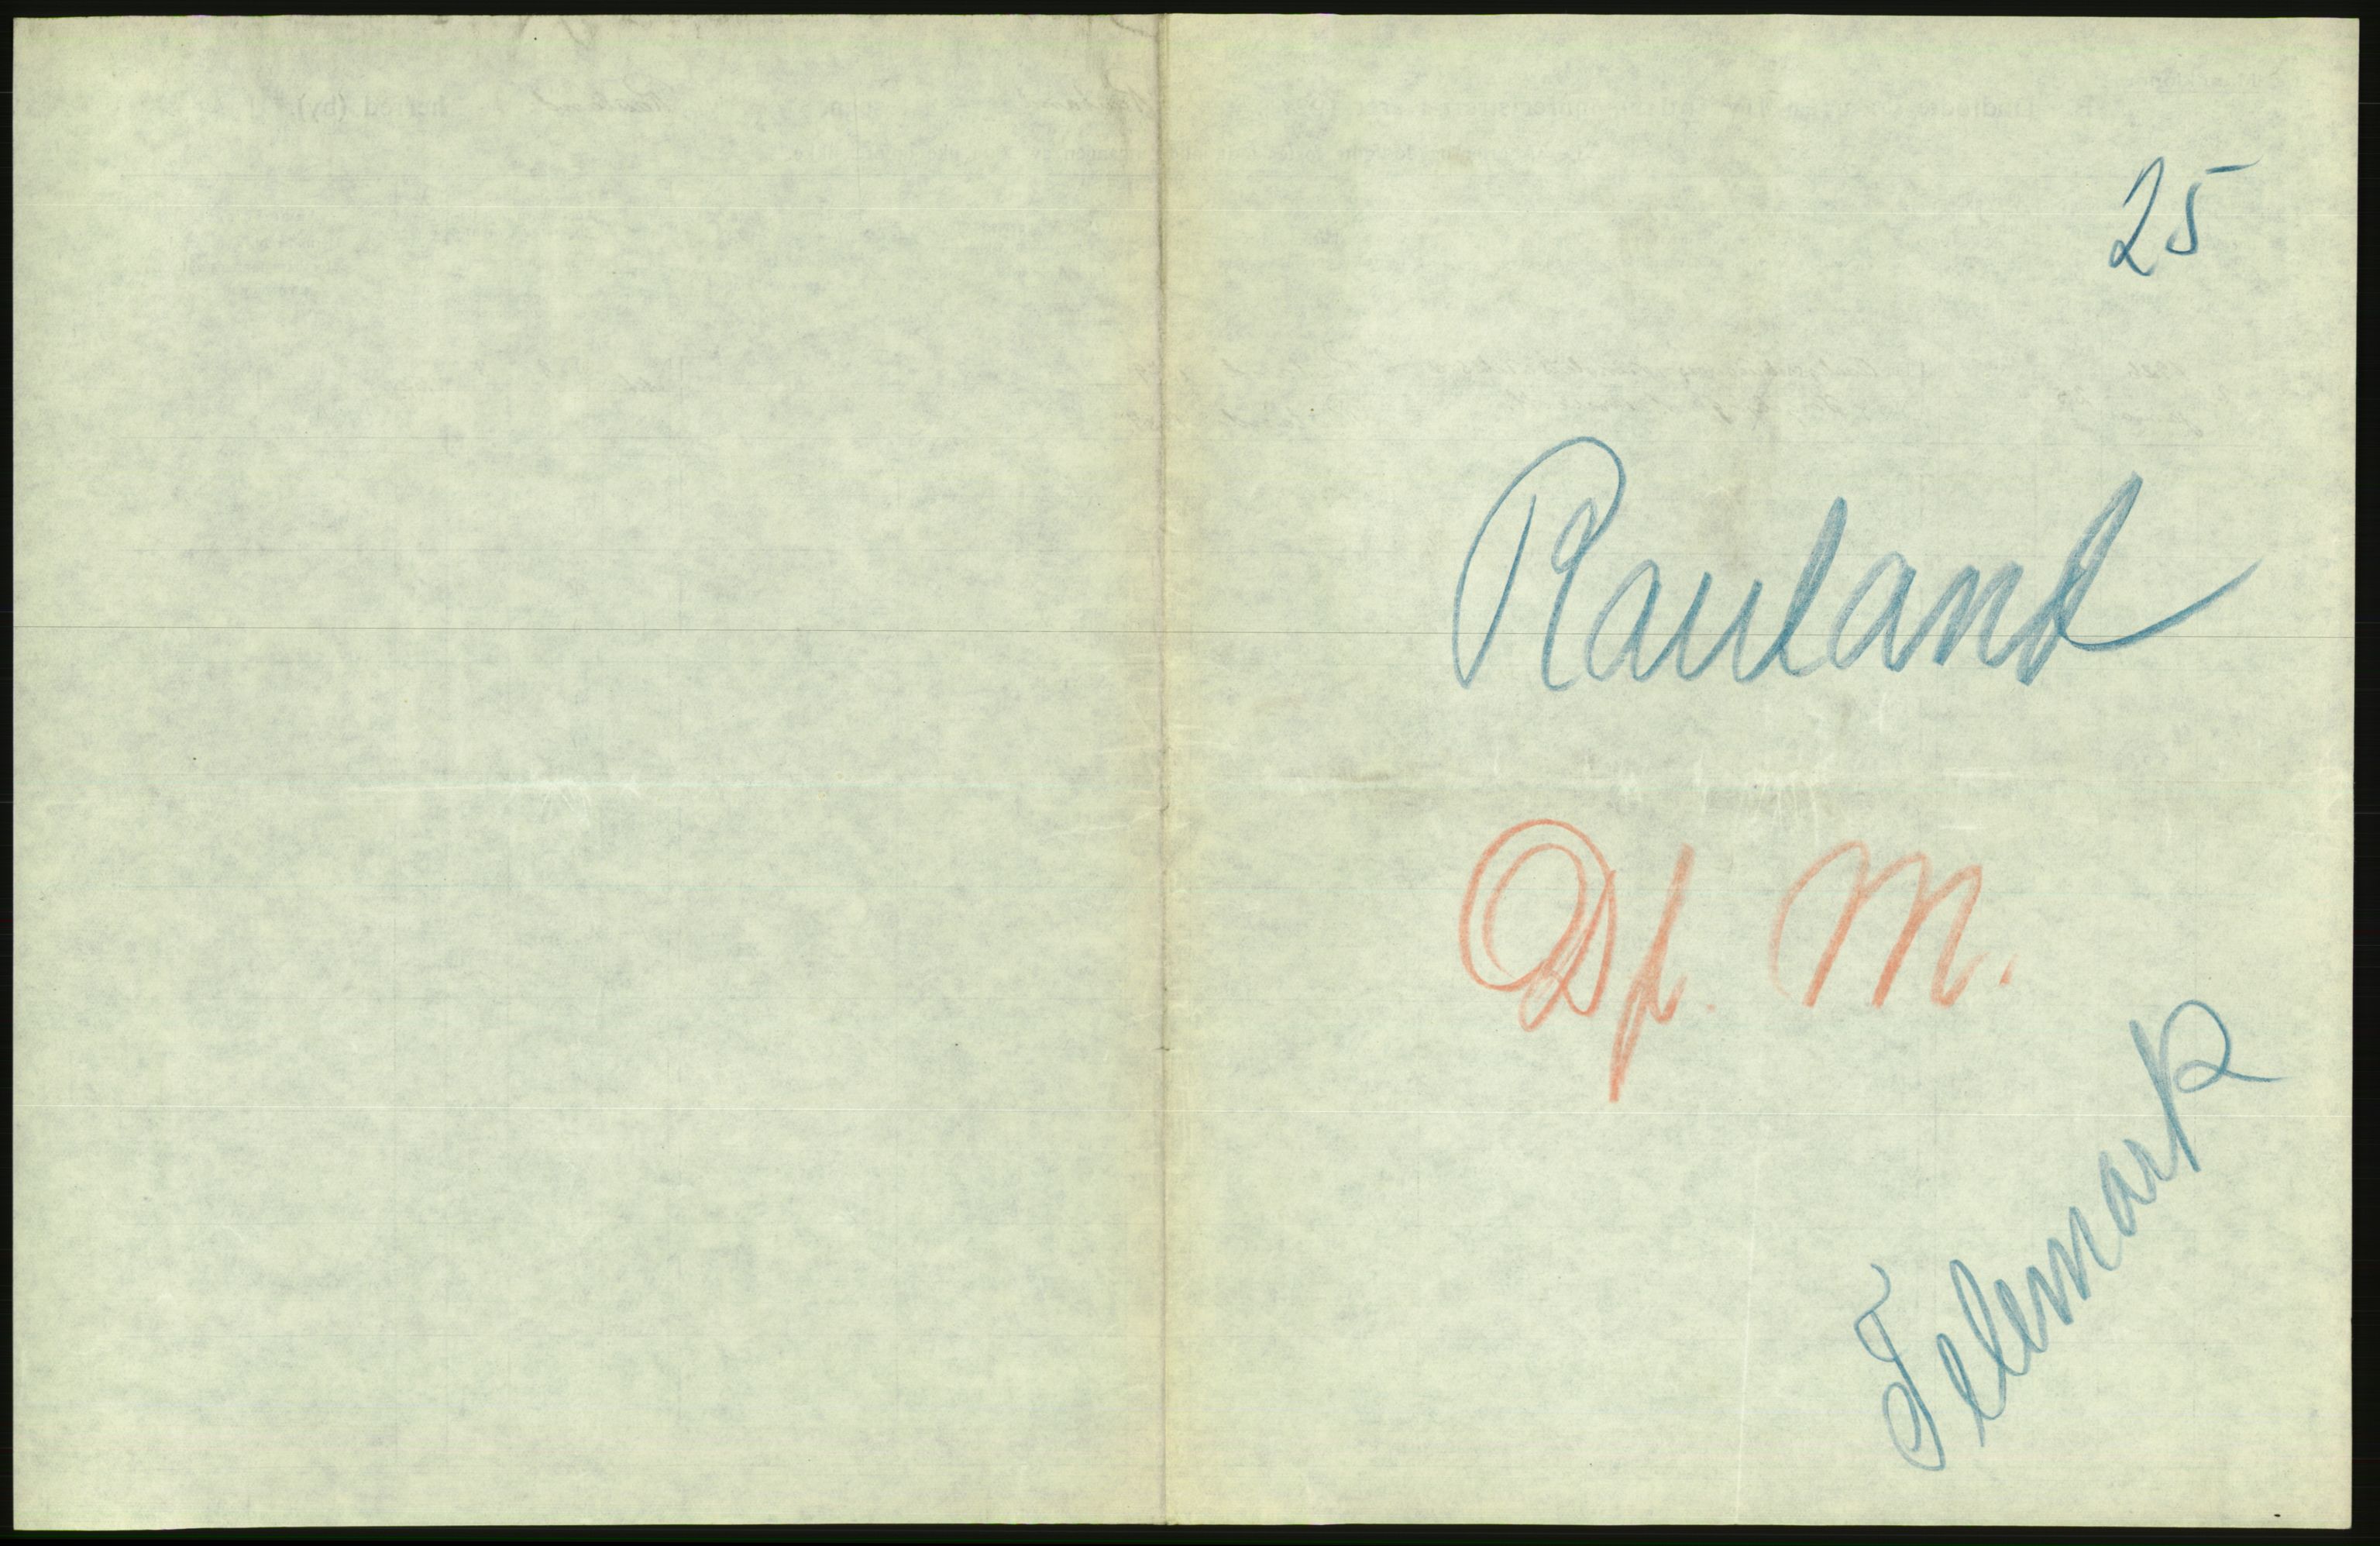 25
Rauland
Df. M.
Telemark